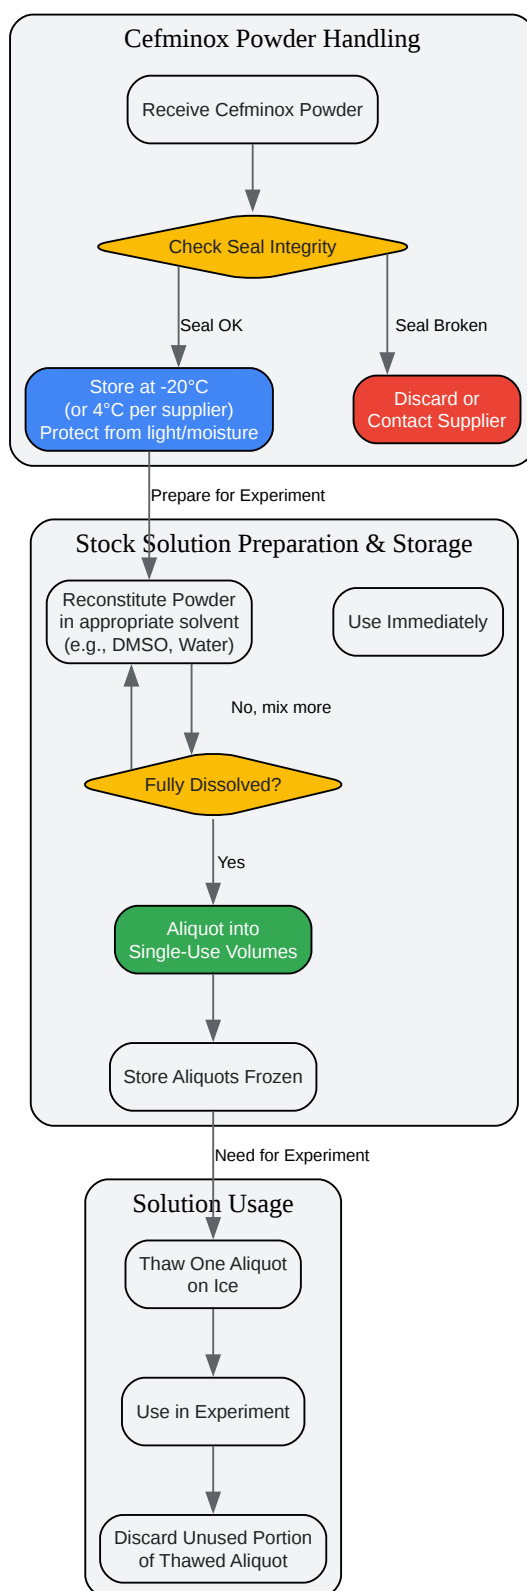 Cefminox Powder Handling
Receive Cefminox Powder
Check Seal Integrity
Seal OK
Seal Broken
Store at -20°C
(or 4°C per supplier)
Protect from light/moisture
Discard or
Contact Supplier
Prepare for Experiment
Stock Solution Preparation & Storage
Reconstitute Powder
in appropriate solvent
(e.g., DMSO, Water)
Use Immediately
No, mix more
Fully Dissolved?
Yes
Aliquot into
Single-Use Volumes
Store Aliquots Frozen
Need for Experiment
Solution Usage
Thaw One Aliquot
on Ice
Use in Experiment
Discard Unused Portion
of Thawed Aliquot